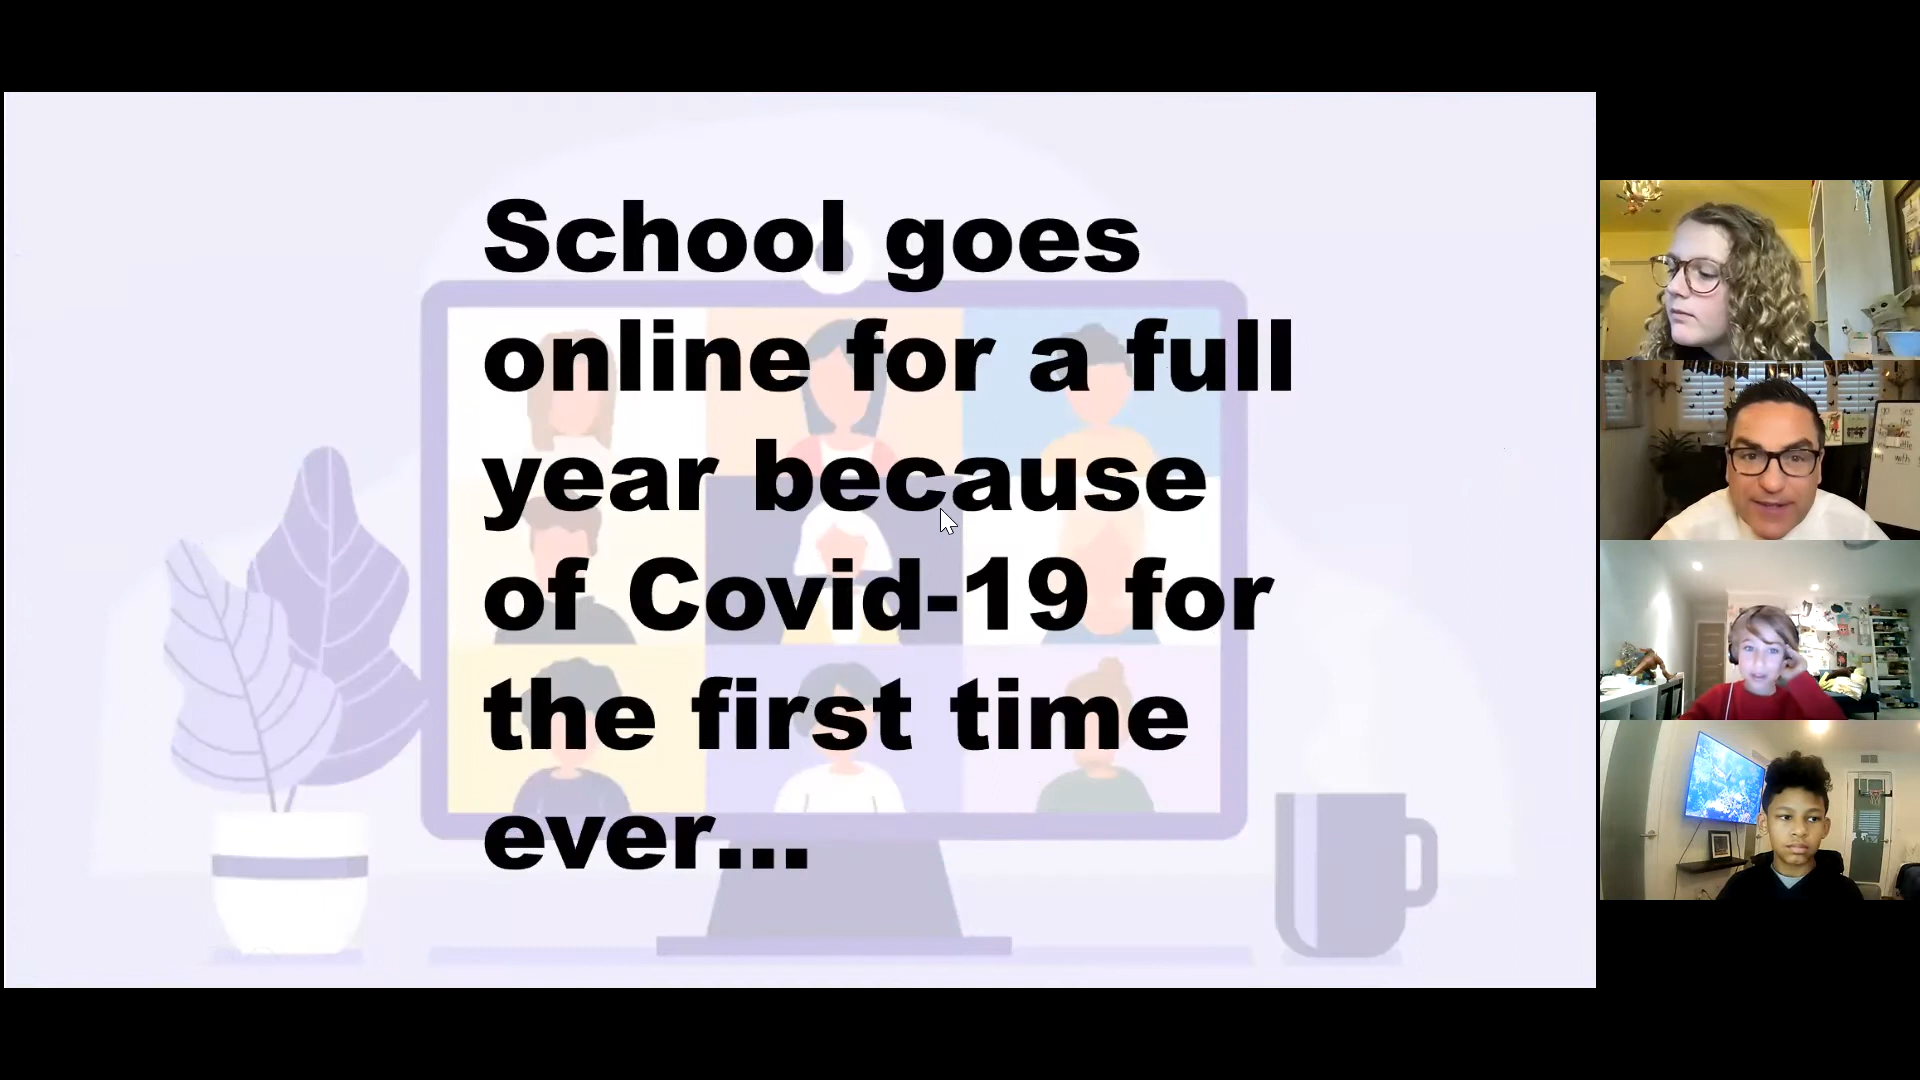 School goes
online for a full
year because
of Covid-19 for
the first time
ever...